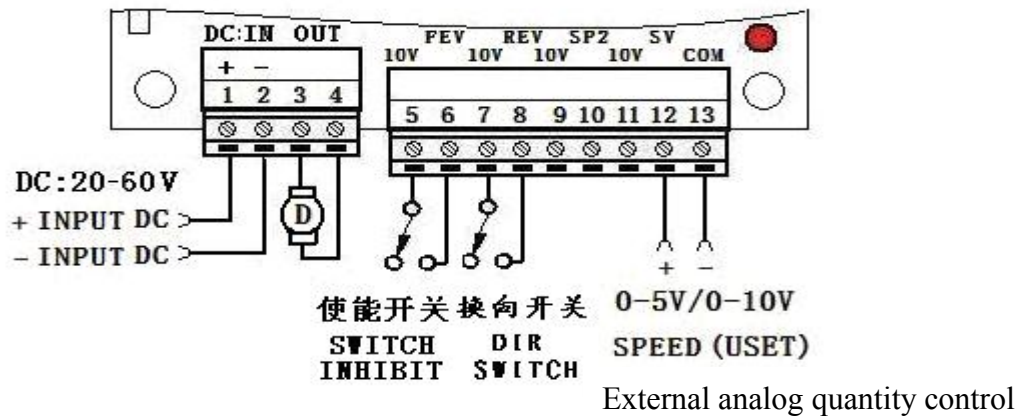 DC:IN OUT
FEV REV SP2 SV
10V 10V 10V 10V COM
+ −
1 2 3 4
5 6 7 8 9 10 11 12 13
DC:20-60V
+ INPUT DC
D
− INPUT DC
+ −
使能开关 换向开关 0-5V/0-10V
SWITCH DIR SPEED (USET)
INHIBIT SWITCH
External analog quantity control